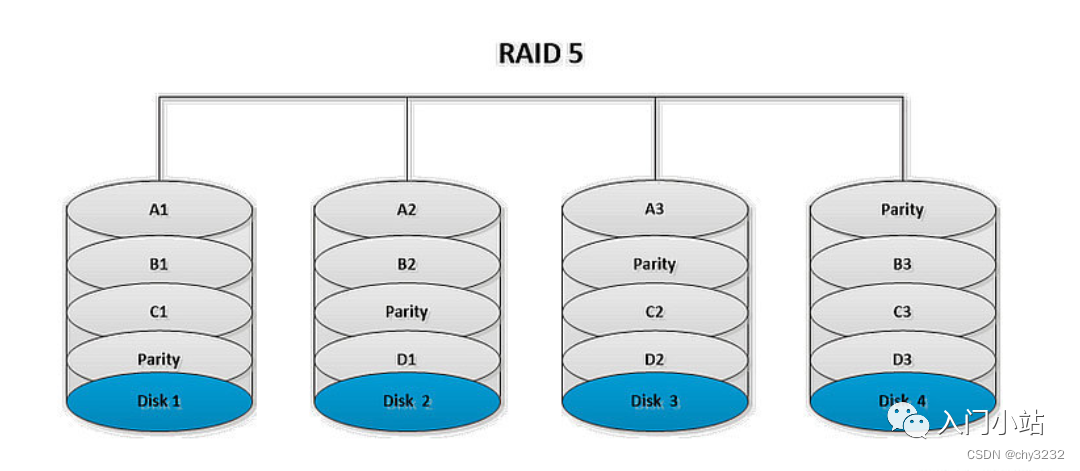 RAID 5
A1 A2 A3 Parity
B1 B2 Parity B3
C1 Parity C2 C3
Parity D1 D2 D3
Disk 1 Disk 2 Disk 3 Disk 4
入门小站
CSDN @chy3232